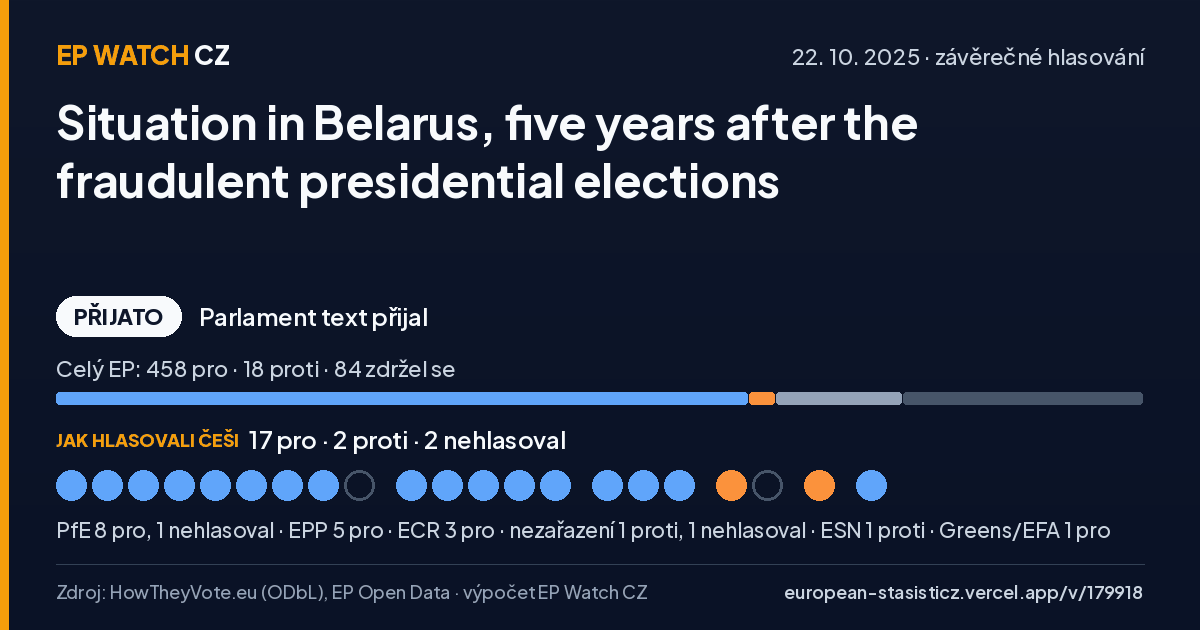 EP WATCH CZ
22. 10. 2025 · závěrečné hlasování
Situation in Belarus, five years after the
fraudulent presidential elections
PŘIJATO Parlament text přijal
Celý EP: 458 pro · 18 proti · 84 zdržel se
JAK HLASOVALI ČEŠI 17 pro · 2 proti · 2 nehlasoval
PfE 8 pro, 1 nehlasoval · EPP 5 pro · ECR 3 pro · nezařazení 1 proti, 1 nehlasoval · ESN 1 proti · Greens/EFA 1 pro
Zdroj: HowTheyVote.eu (ODbL), EP Open Data · výpočet EP Watch CZ
european-stasisticz.vercel.app/v/179918